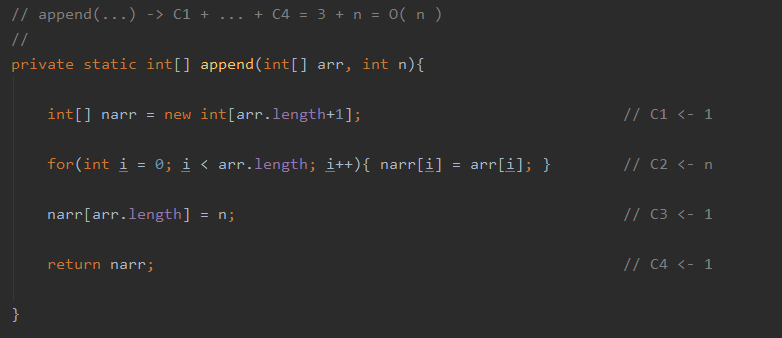 // append(...) -> C1 + ... + C4 = 3 + n = O( n )
//
private static int[] append(int[] arr, int n){
int[] narr = new int[arr.length+1]; // C1 <- 1
for(int i = 0; i < arr.length; i++){ narr[i] = arr[i]; } // C2 <- n
narr[arr.length] = n; // C3 <- 1
return narr; // C4 <- 1
}